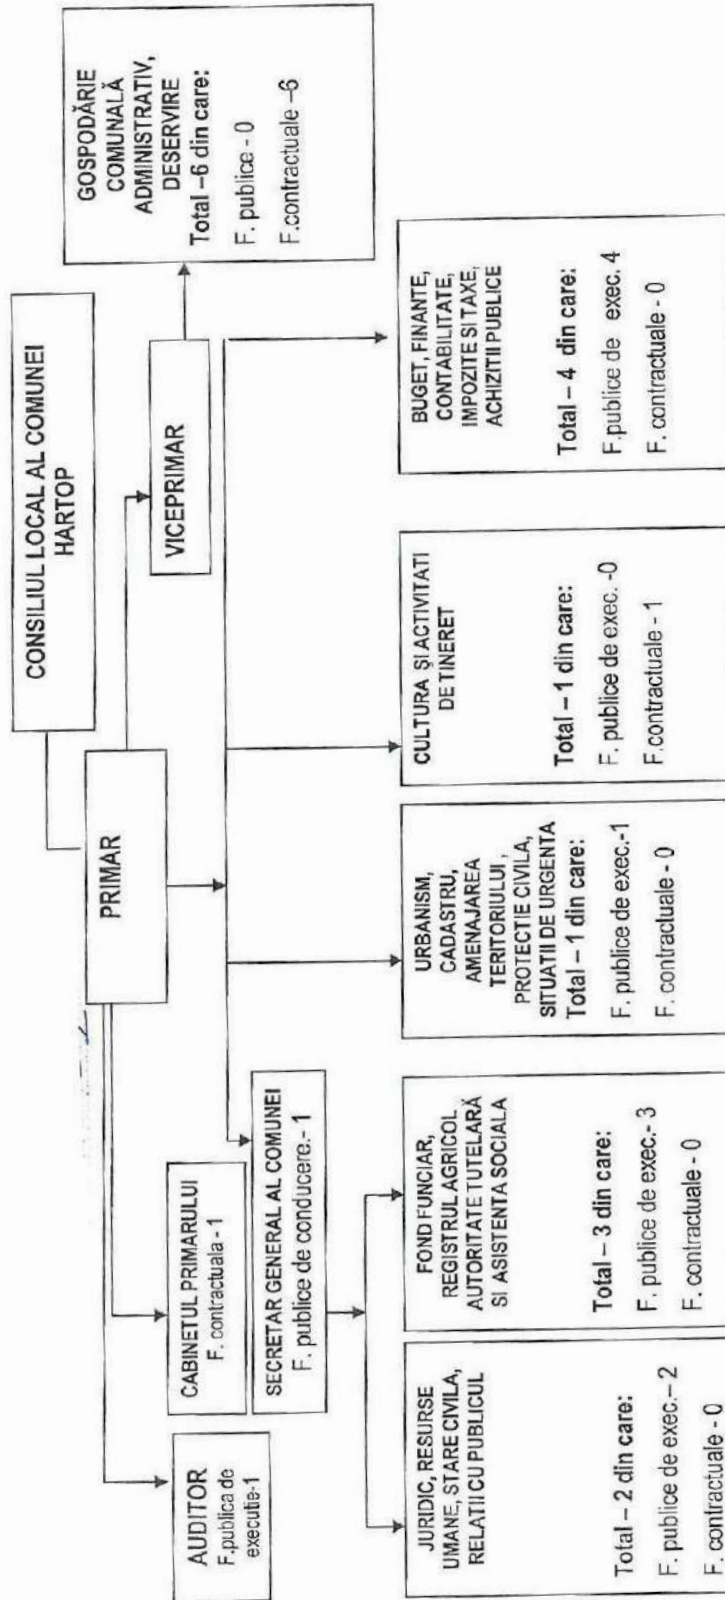 CONSILIUL LOCAL AL COMUNEI
HARTOP
PRIMAR
VICEPRIMAR
GOSPODĂRIE
COMUNALĂ
ADMINISTRATIV,
DESERVIRE
Total –6 din care:
F. publice - 0
F.contractuale –6
AUDITOR
F.publica de
executie-1
CABINETUL PRIMARULUI
F. contractuala - 1
SECRETAR GENERAL AL COMUNEI
F. publice de conducere.- 1
JURIDIC, RESURSE
UMANE, STARE CIVILA,
RELATII CU PUBLICUL
Total – 2 din care:
F. publice de exec.– 2
F. contractuale - 0
FOND FUNCIAR,
REGISTRUL AGRICOL
AUTORITATE TUTELARĂ
SI ASISTENTA SOCIALA
Total – 3 din care:
F. publice de exec.- 3
F. contractuale - 0
URBANISM,
CADASTRU,
AMENAJAREA
TERITORIULUI ,
PROTECTIE CIVILA,
SITUATII DE URGENTA
Total – 1 din care:
F. publice de exec.-1
F. contractuale - 0
CULTURA ŞI ACTIVITATI
DE TINERET
Total – 1 din care:
F. publice de exec. -0
F.contractuale - 1
BUGET, FINANTE,
CONTABILITATE,
IMPOZITE SI TAXE,
ACHIZITII PUBLICE
Total – 4 din care:
F.publice de exec. 4
F. contractuale - 0